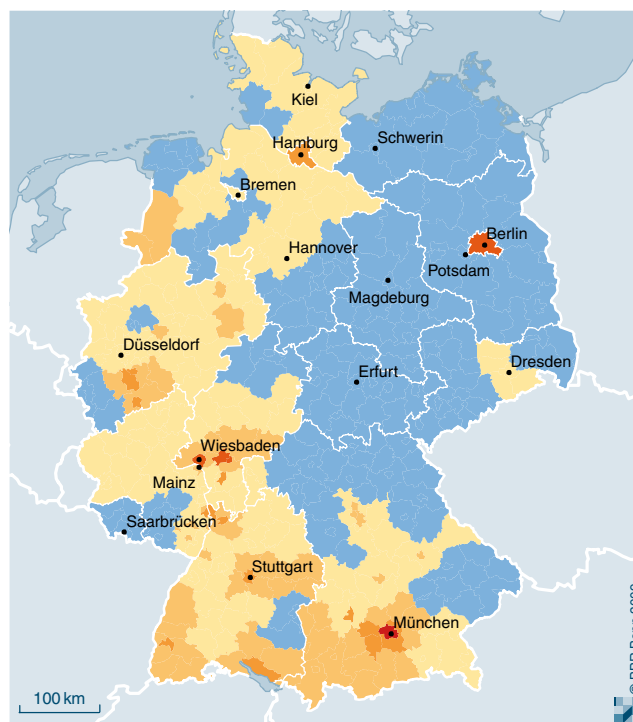 Kiel
Hamburg
Schwerin
Bremen
Berlin
Hannover
Potsdam
Magdeburg
Düsseldorf
Dresden
Erfurt
Wiesbaden
Mainz
Saarbrücken
Stuttgart
München
100 km